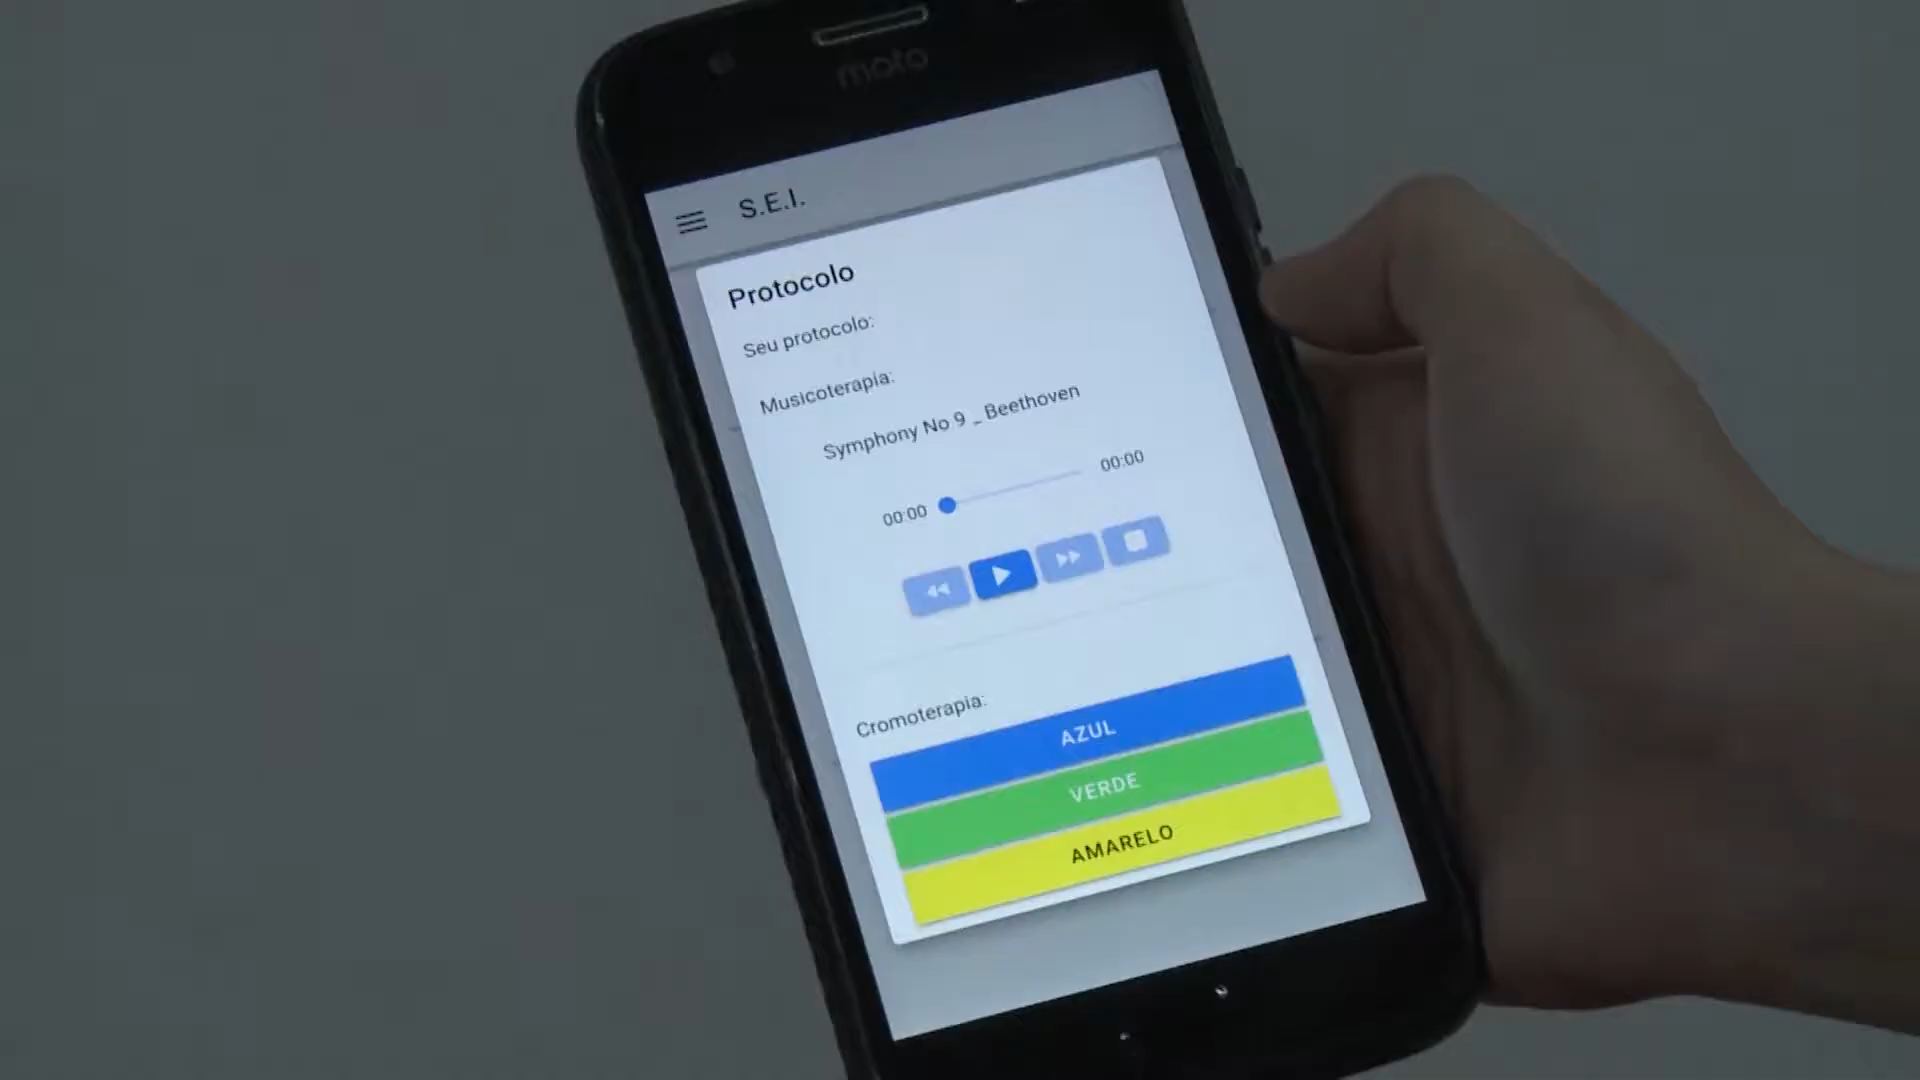 moto
S.E.I.
Protocolo
Seu protocolo:
Musicoterapia:
Symphony No 9 _ Beethoven
00:00
00:00
Cromoterapia:
AZUL
VERDE
AMARELO